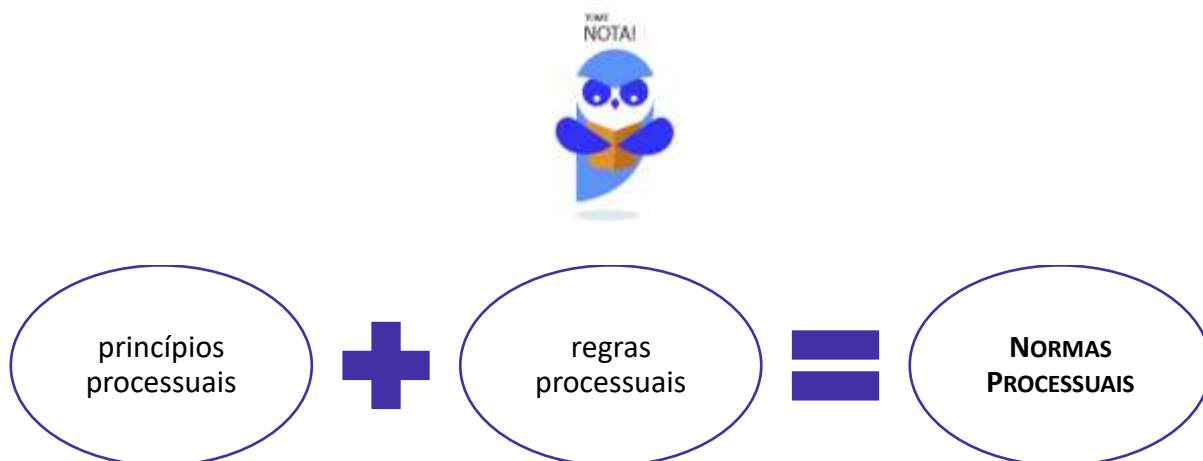 TOME
NOTA!
princípios
processuais
regras
processuais
NORMAS
PROCESSUAIS